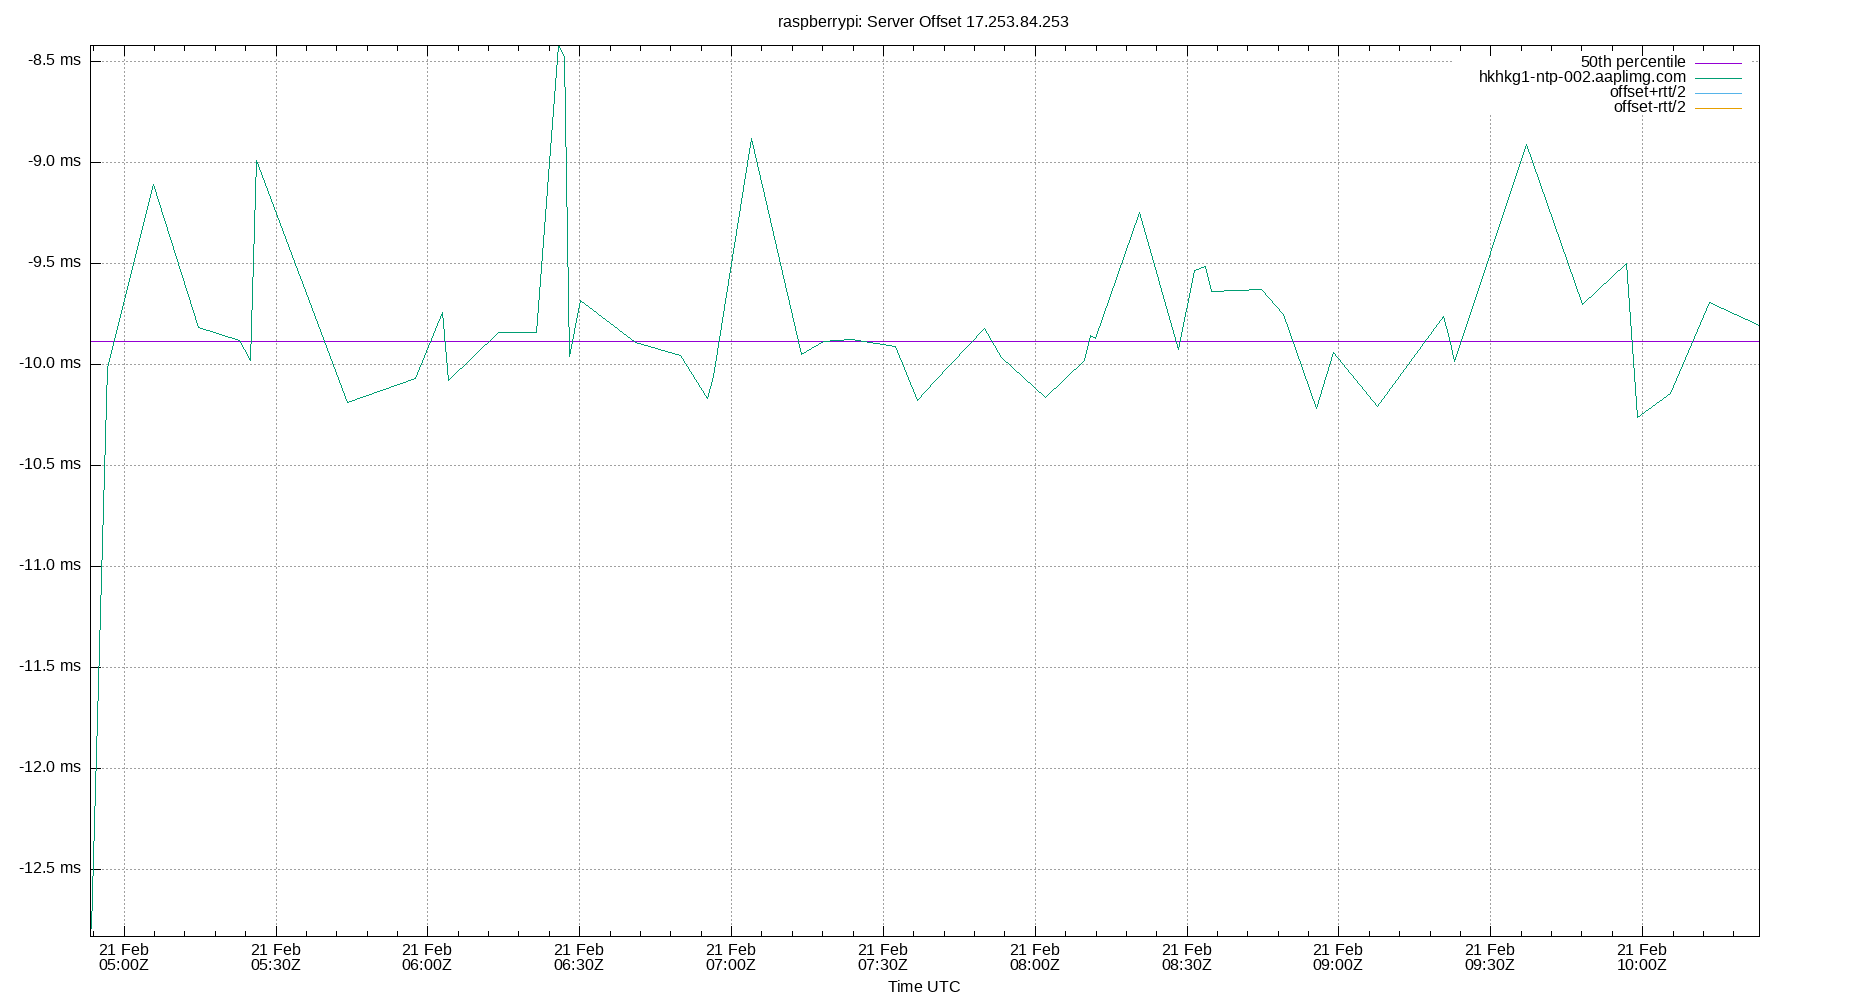 raspberrypi: Server Offset 17.253.84.253
-8.5 ms
-9.0 ms
-9.5 ms
-10.0 ms
-10.5 ms
-11.0 ms
-11.5 ms
-12.0 ms
-12.5 ms
50th percentile
hkhkg1-ntp-002.aaplimg.com
offset+rtt/2
offset-rtt/2
21 Feb 21 Feb 21 Feb 21 Feb 21 Feb 21 Feb 21 Feb 21 Feb 21 Feb 21 Feb 21 Feb
05:00Z 05:30Z 06:00Z 06:30Z 07:00Z 07:30Z 08:00Z 08:30Z 09:00Z 09:30Z 10:00Z
Time UTC